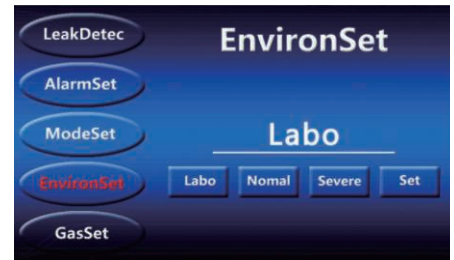 LeakDetec
AlarmSet
ModeSet
EnvironSet
GasSet
EnvironSet
Labo
Labo Nomal Severe Set